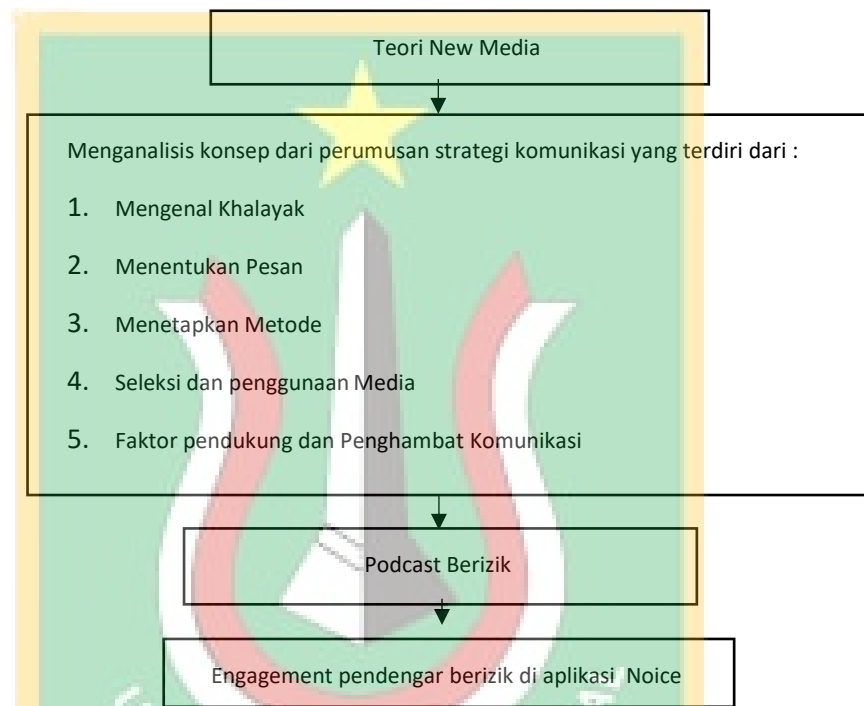 Teori New Media
Menganalisis konsep dari perumusan strategi komunikasi yang terdiri dari :
1. Mengenal Khalayak
2. Menentukan Pesan
3. Menetapkan Metode
4. Seleksi dan penggunaan Media
5. Faktor pendukung dan Penghambat Komunikasi
Podcast Berizik
Engagement pendengar berizik di aplikasi Noice